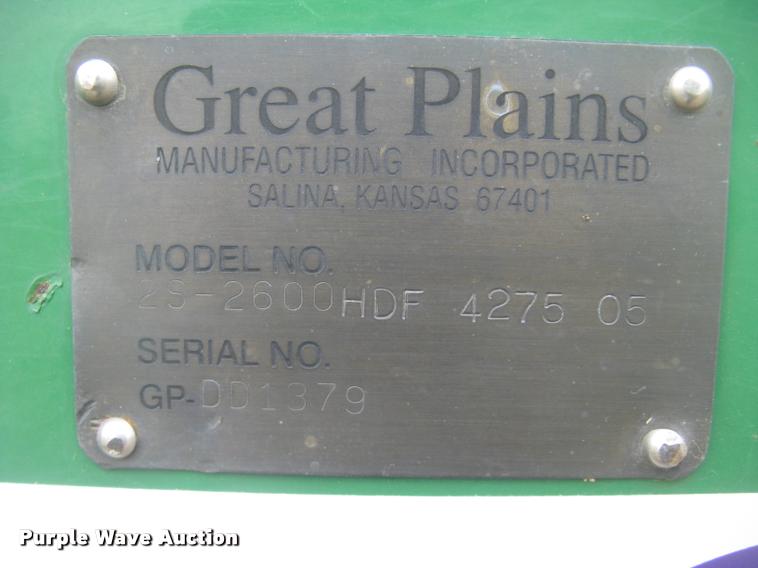 Great Plains
MANUFACTURING INCORPORATED
SALINA, KANSAS 67401
MODEL NO.
2S-2600HDF 4275 05
SERIAL NO.
GP-DD1379
Purple Wave Auction